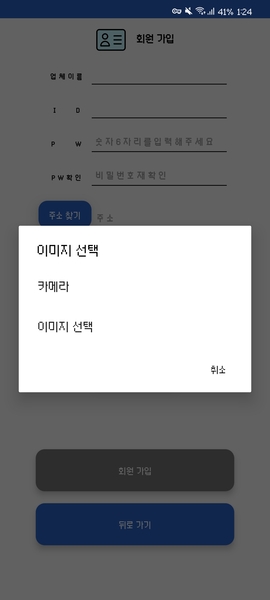 41% 1:24
회원 가입
업체이름
I D
P W 숫자6자리를입력해주세요
PW확인 비밀번호재확인
주소 찾기 주소
이미지 선택
카메라
이미지 선택
취소
회원 가입
뒤로 가기